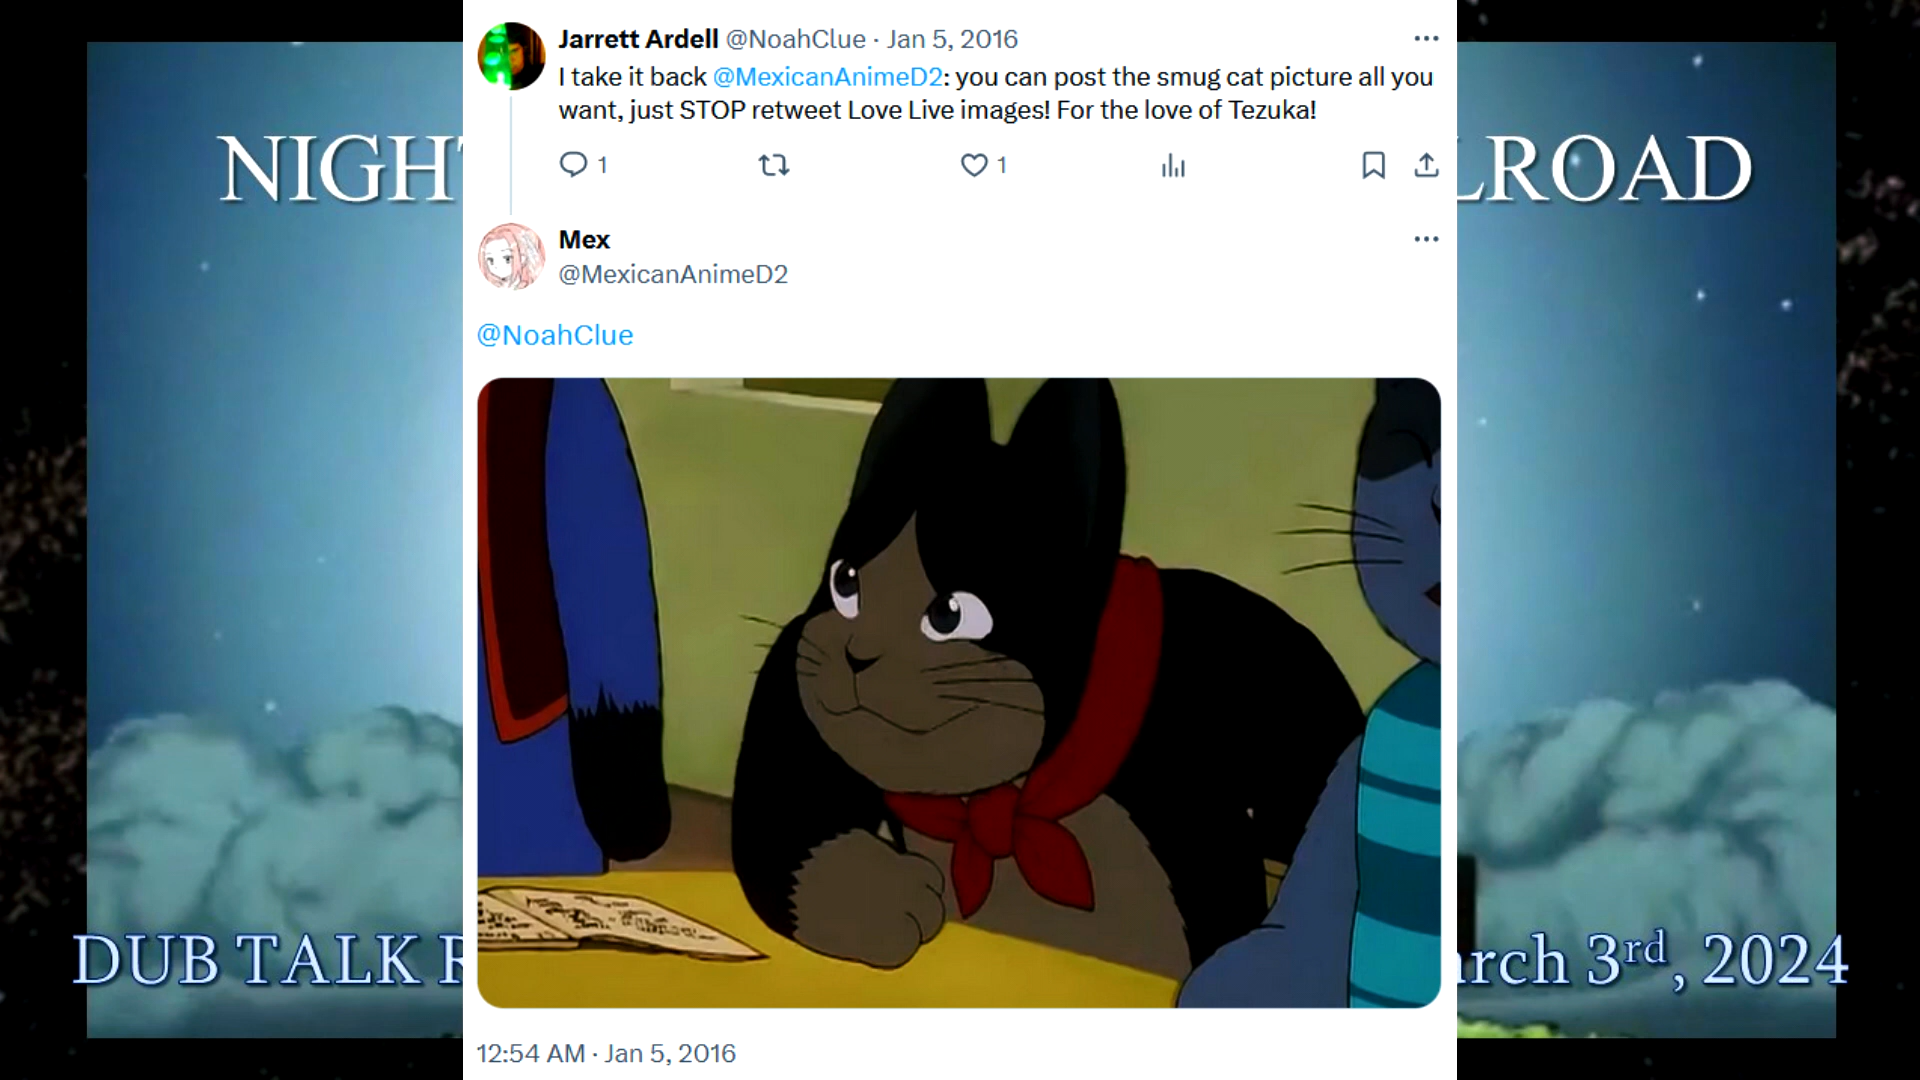 NIGH
LROAD
Jarrett Ardell @NoahClue · Jan 5, 2016
I take it back @MexicanAnimeD2: you can post the smug cat picture all you
want, just STOP retweet Love Live images! For the love of Tezuka!
1
1
Mex
@MexicanAnimeD2
@NoahClue
DUB TALK
arch 3rd, 2024
12:54 AM · Jan 5, 2016